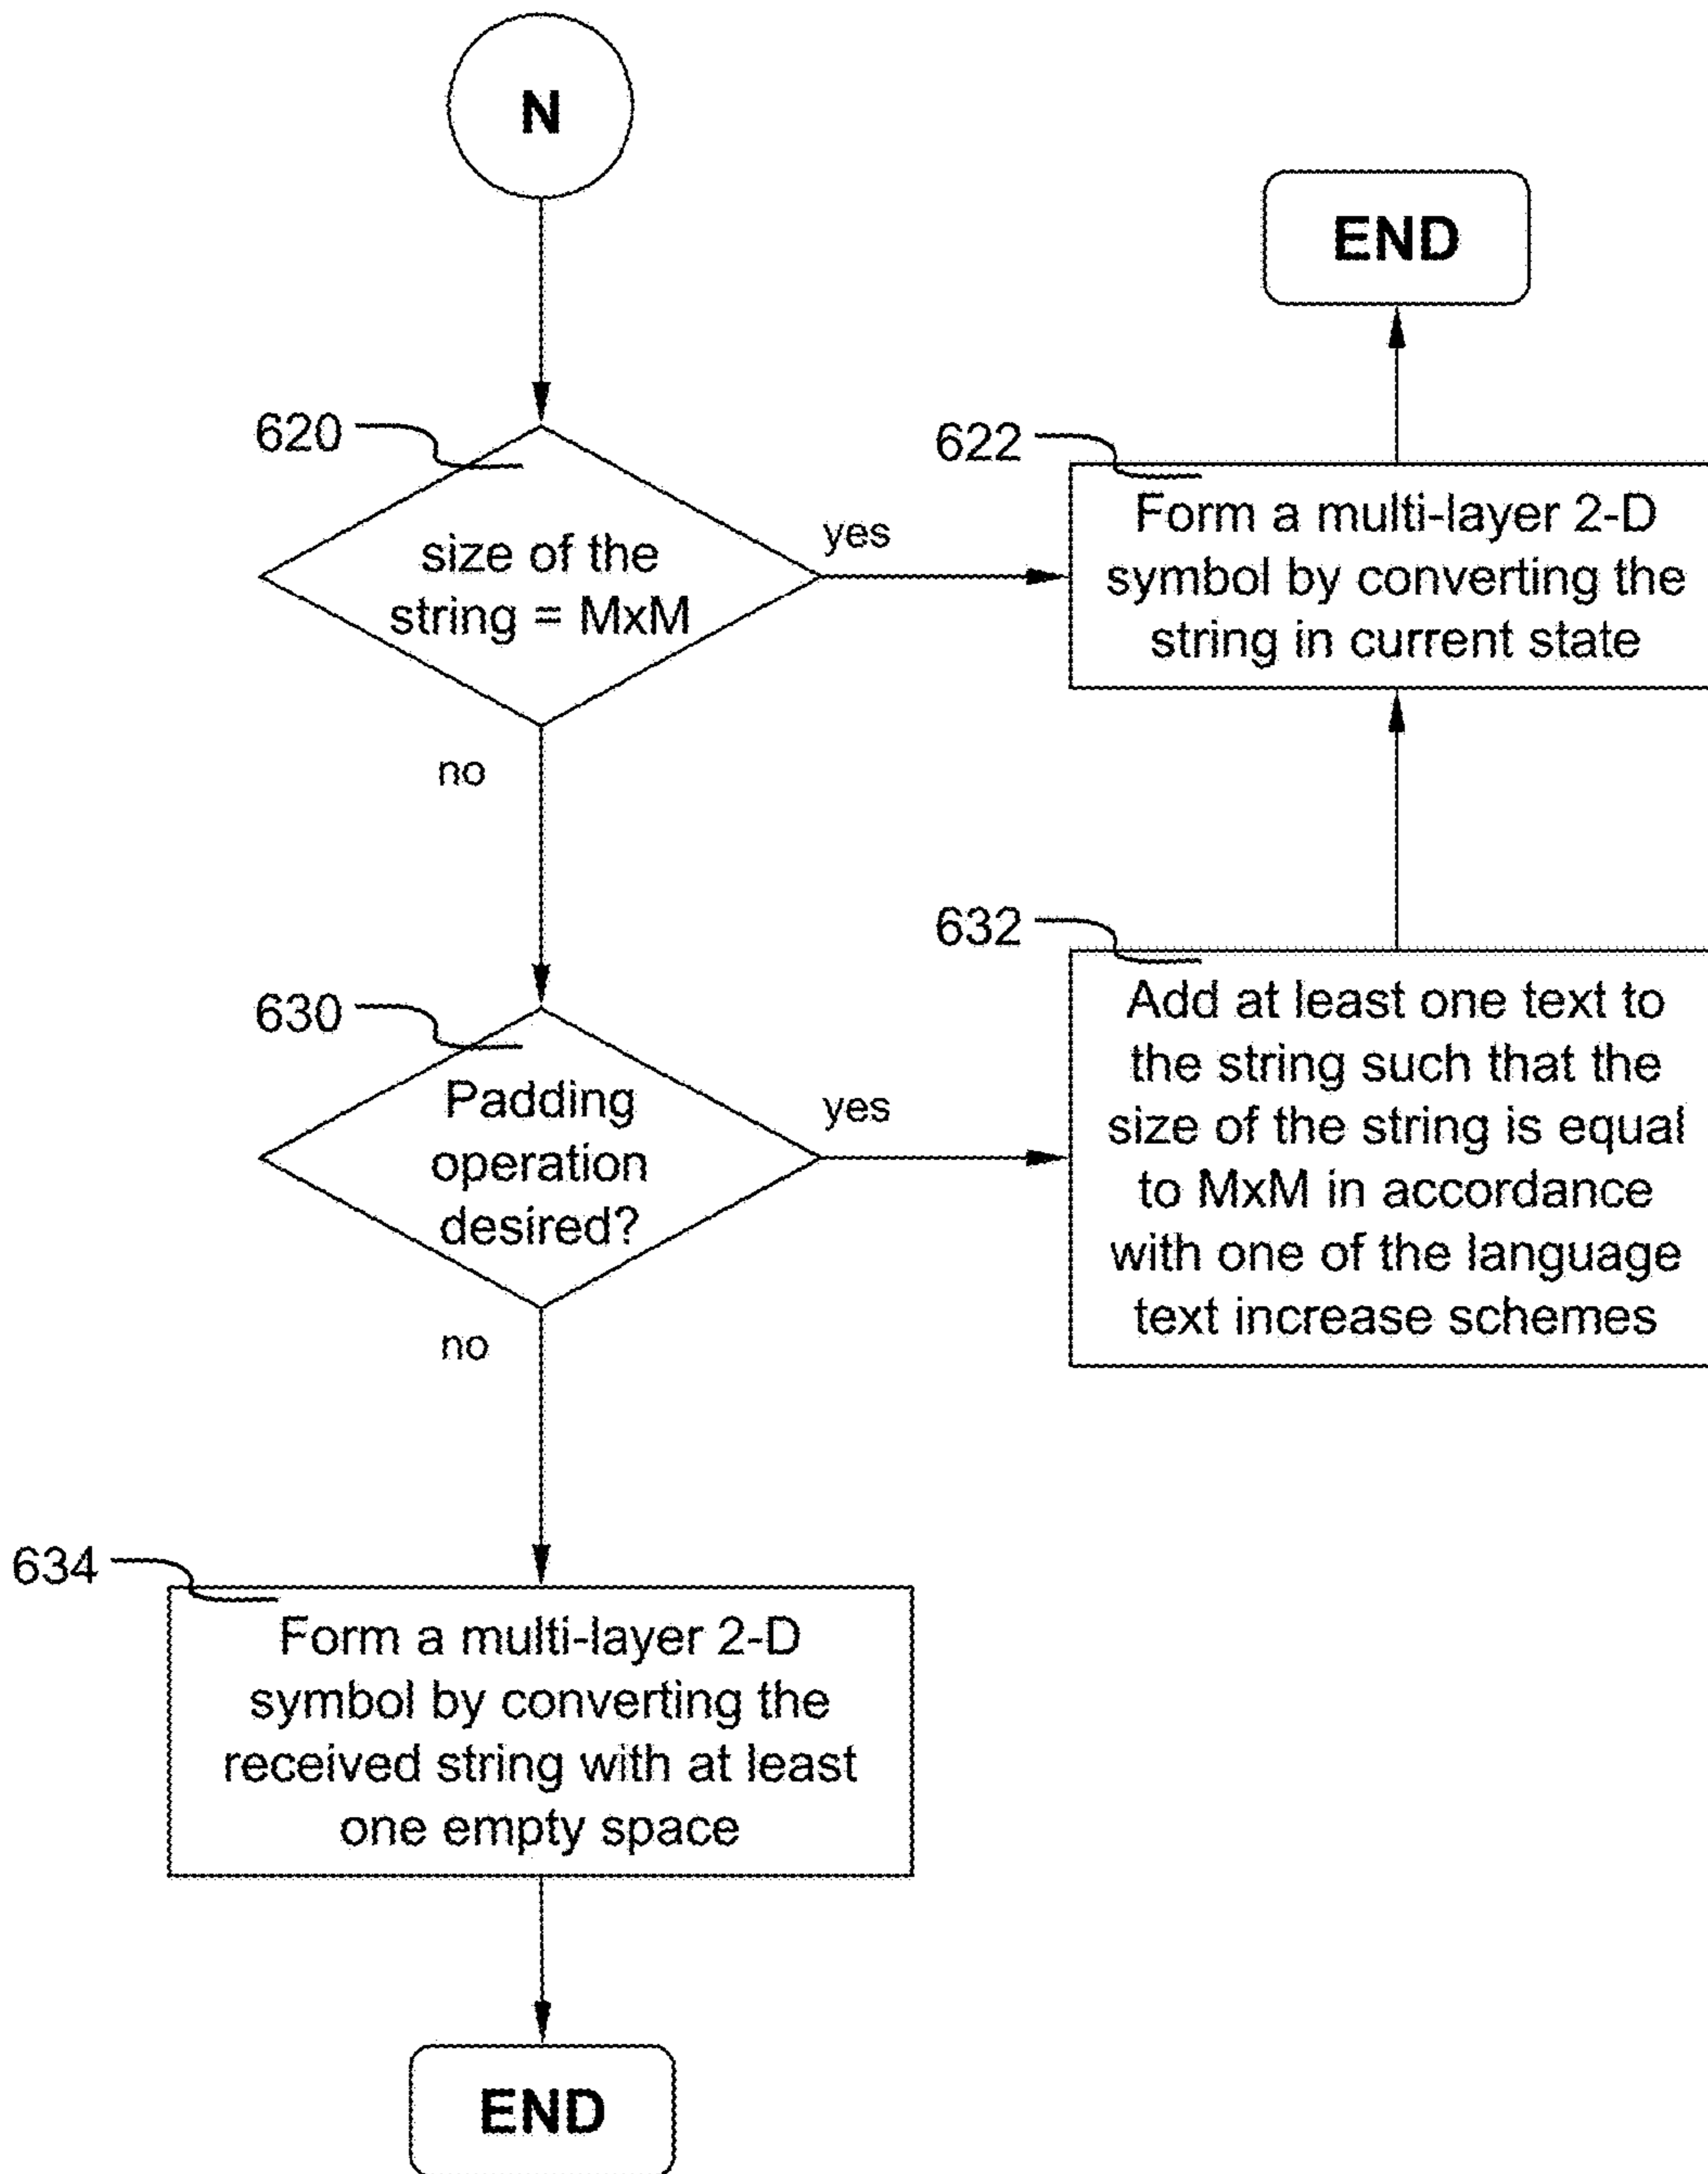 N
END
620
size of the
string = MxM
yes
no
622
Form a multi-layer 2-D
symbol by converting the
string in current state
630
Padding
operation
desired?
yes
no
632
Add at least one text to
the string such that the
size of the string is equal
to MxM in accordance
with one of the language
text increase schemes
634
Form a multi-layer 2-D
symbol by converting the
received string with at least
one empty space
END